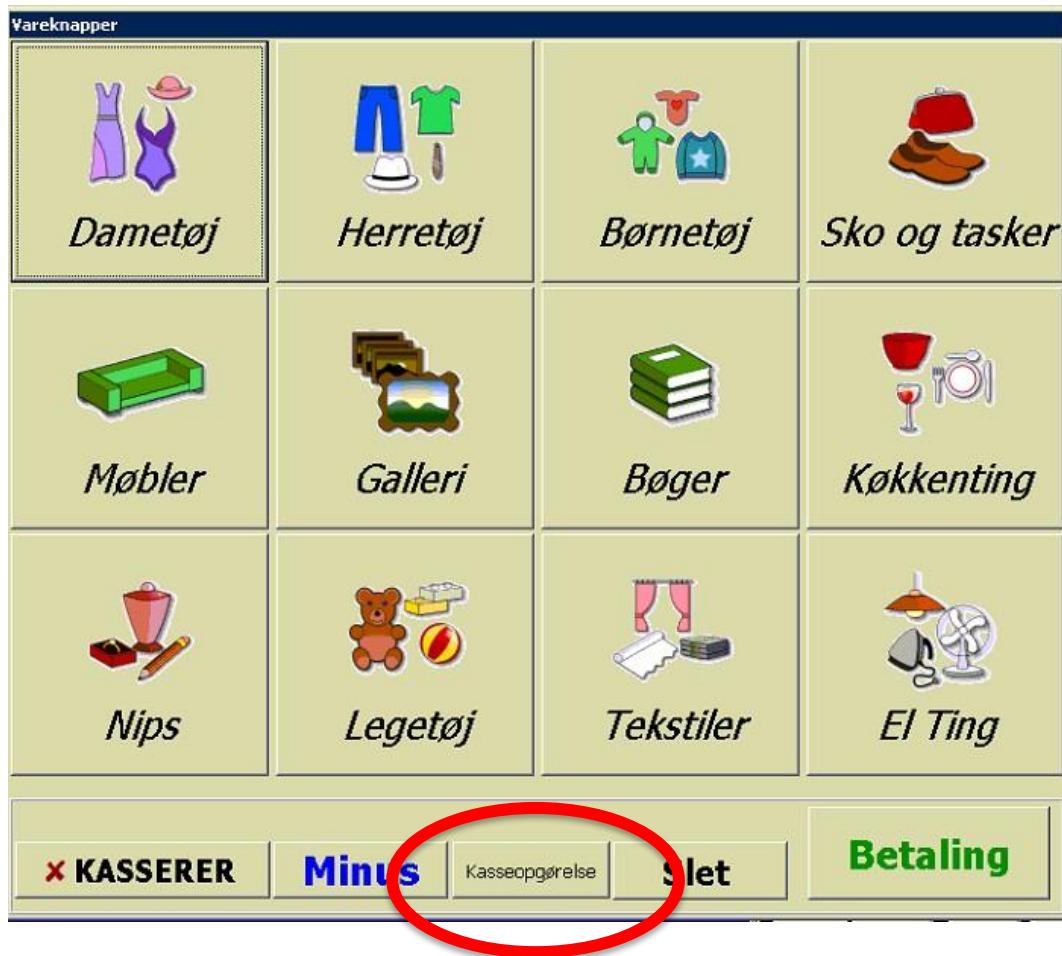 Vareknapper
Dametøj
Herretøj
Børnetøj
Sko og tasker
Møbler
Galleri
Bøger
Køkkenting
Nips
Legetøj
Tekstiler
El Ting
× KASSERER
Minus
Kasseopgørelse
Slet
Betaling